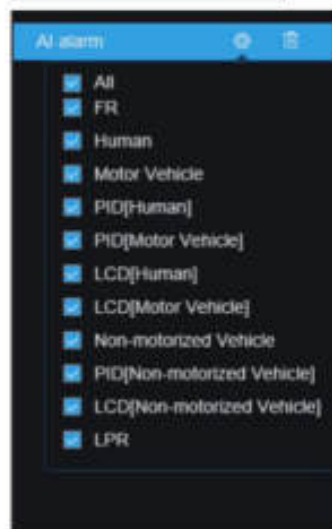 AI alarm
All
FR
Human
Motor Vehicle
PID[Human]
PID[Motor Vehicle]
LCD[Human]
LCD[Motor Vehicle]
Non-motorized Vehicle
PID[Non-motorized Vehicle]
LCD[Non-motorized Vehicle]
LPR